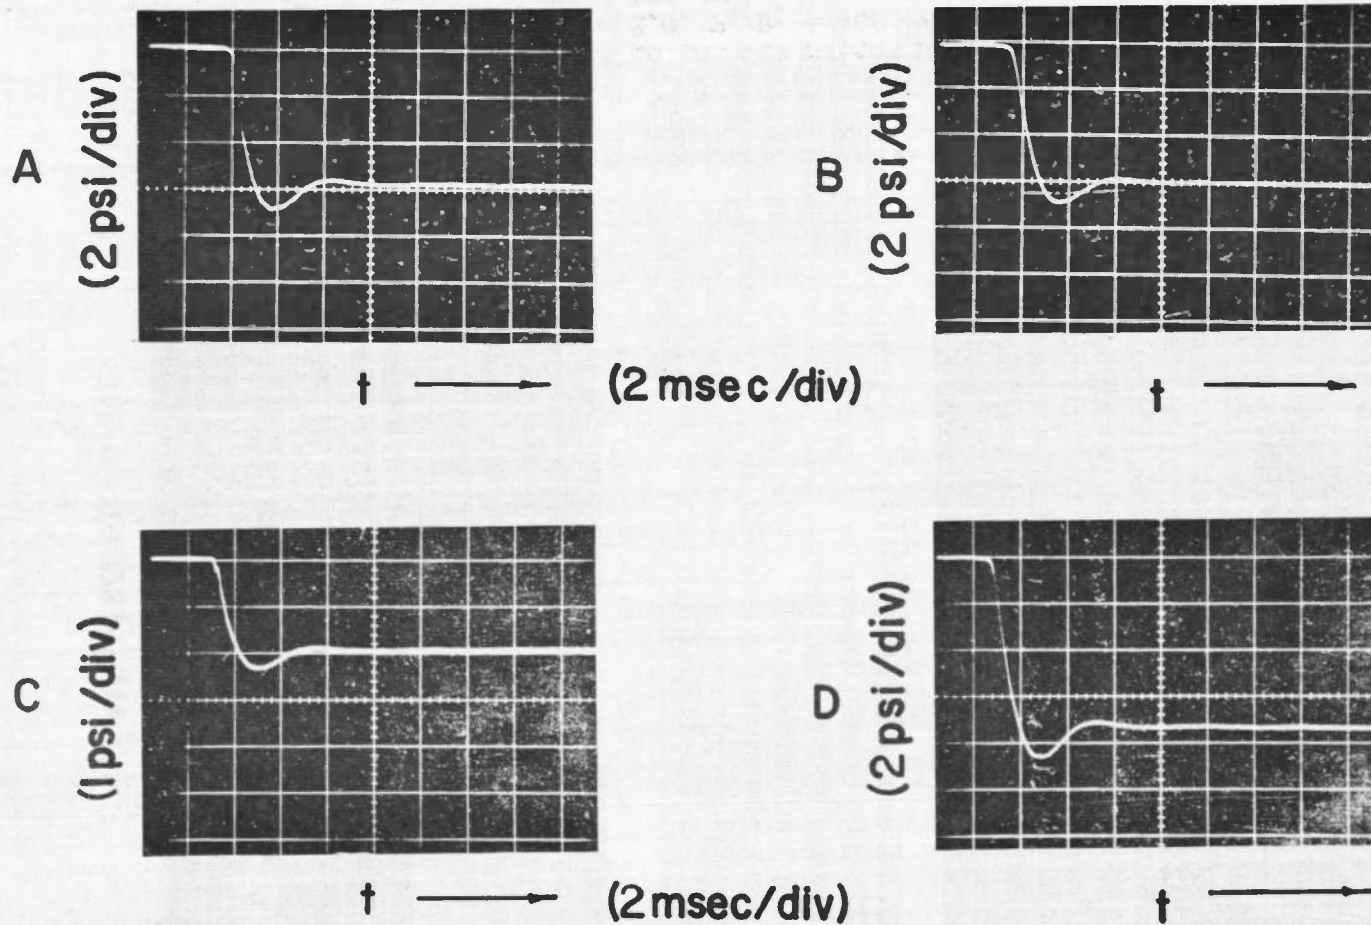 A
(2 psi/div)
B
(2 psi/div)
t
(2 msec/div)
t
C
(1 psi/div)
D
(2 psi/div)
t
(2 msec/div)
t